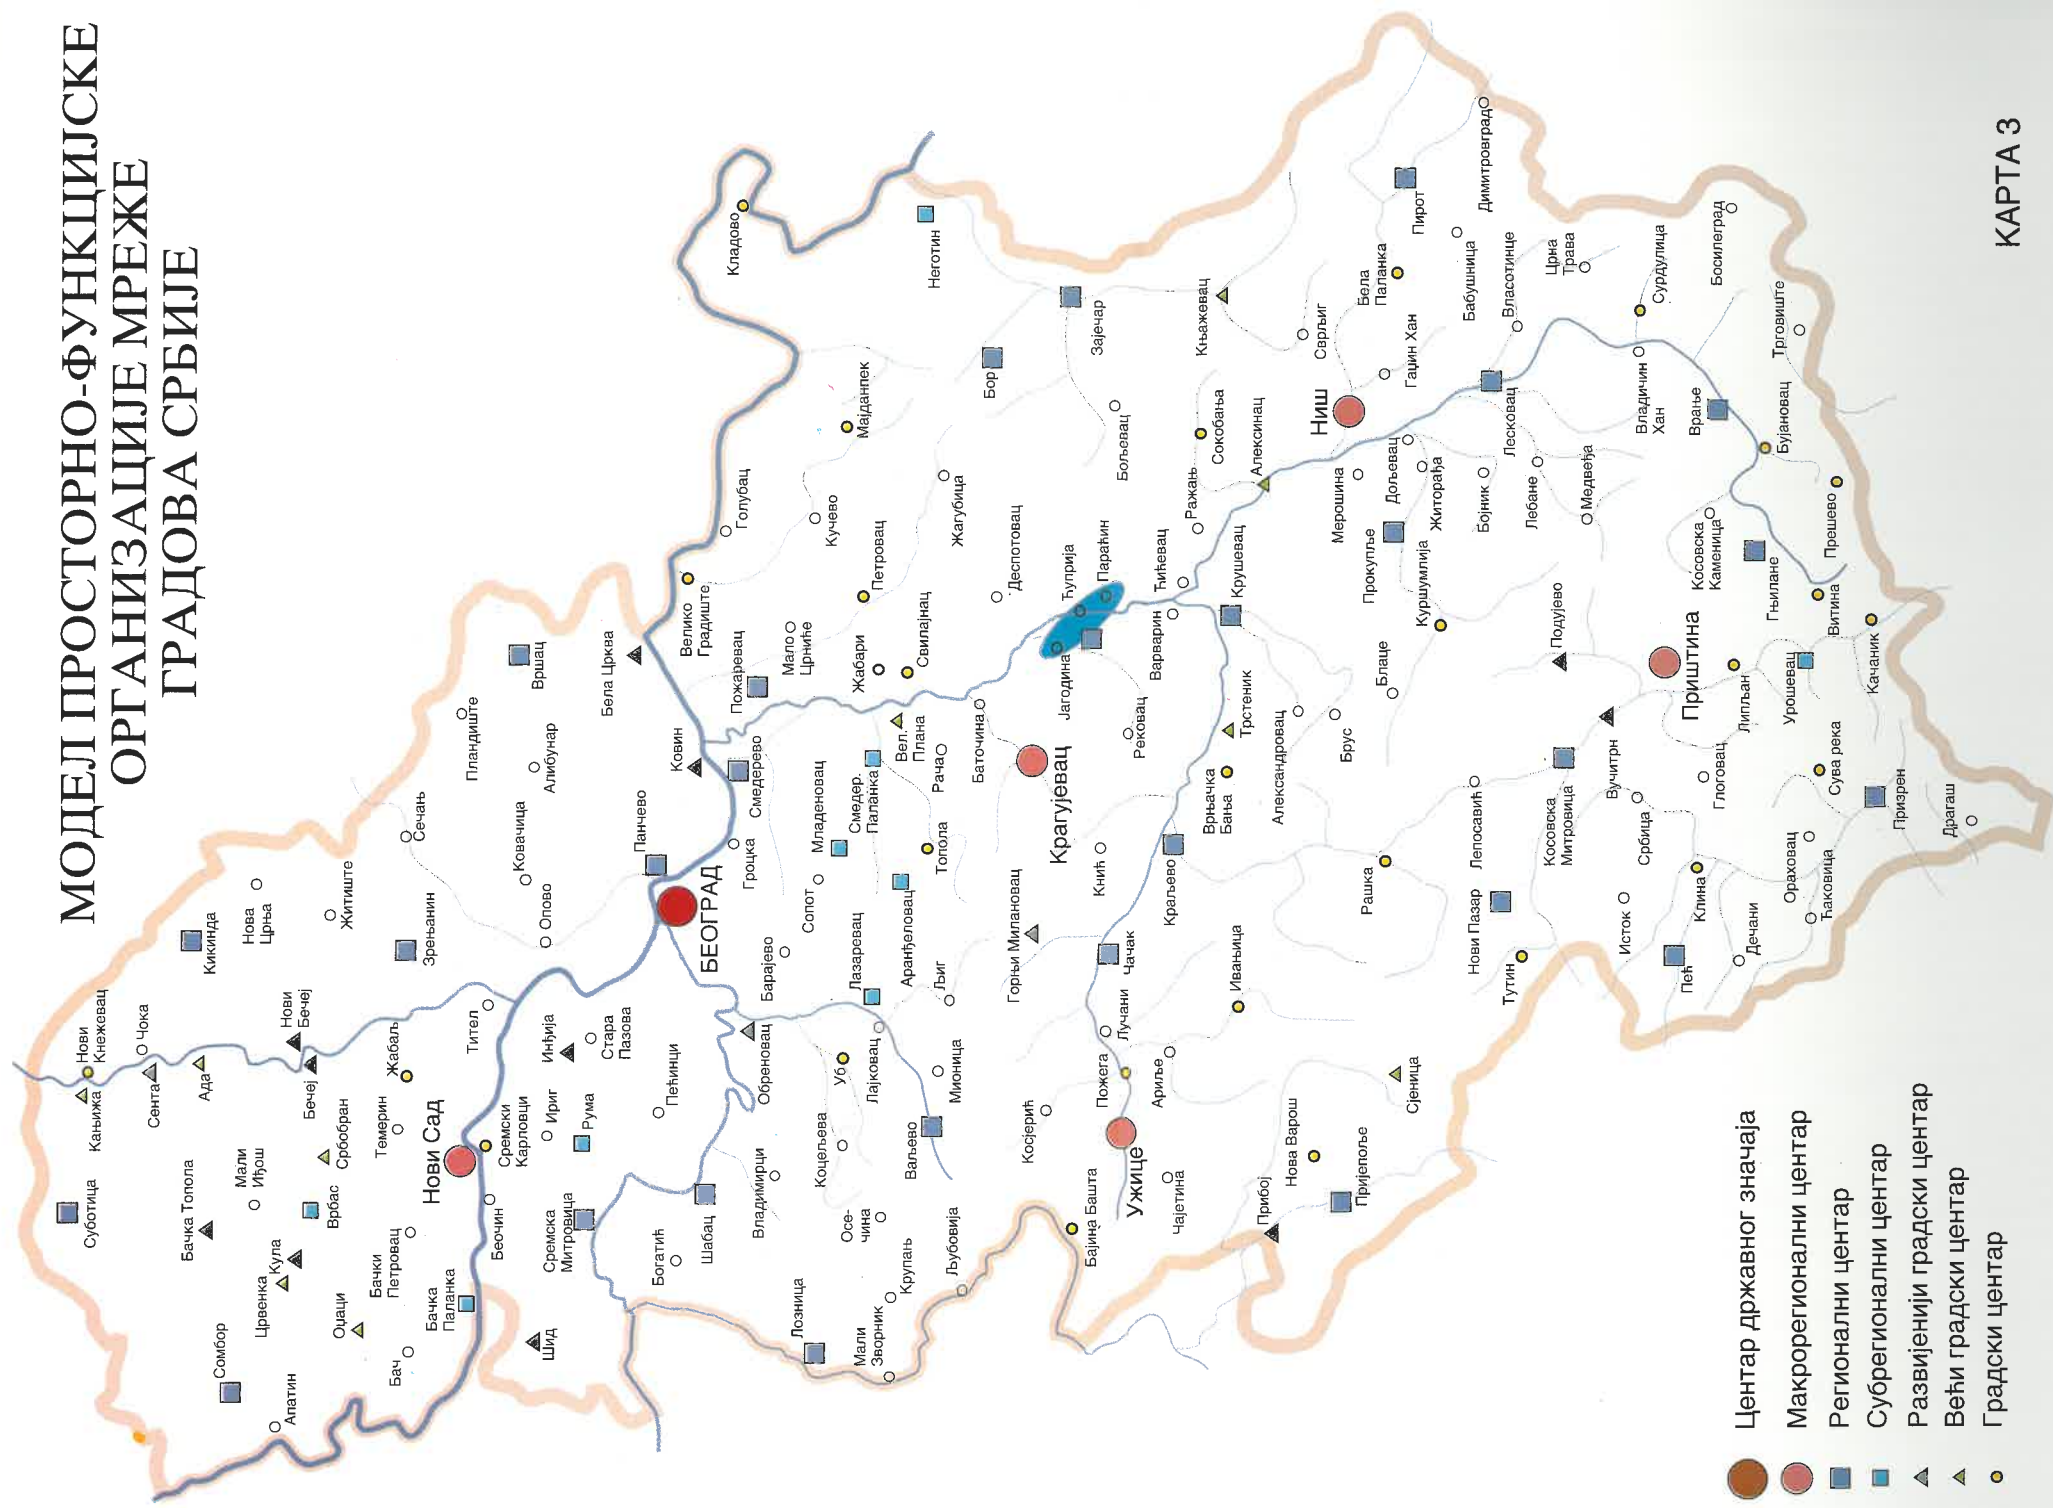 МОДЕЛ ПРОСТОРНО-ФУНКЦИЈСКЕ
ОРГАНИЗАЦИЈЕ МРЕЖЕ
ГРАДОВА СРБИЈЕ
Суботица
Кањижа
Нови
Кнежевац
Чока
Сента
Ада
Кикинда
Нова
Црња
Житиште
Сомбор
Апатин
Бачка Топола
Мали
Иђош
Црвенка
Кула
Врбас
Србобран
Бечеј
Нови
Бечеј
Оџаци
Бач
Бачки
Петровац
Бачка
Паланка
Темерин
Жабаљ
Нови Сад
Беочин
Сремски
Карловци
Тител
Зрењанин
Сечањ
Пландиште
Алибунар
Вршац
Бела Црква
Ковачица
Опово
Панчево
Ковин
Шид
Сремска
Митровица
Ириг
Рума
Инђија
Стара
Пазова
Пећинци
БЕОГРАД
Гроцка
Смедерево
Пожаревац
Велико
Градиште
Голубац
Кладово
Неготин
Богатић
Шабац
Владимирци
Обреновац
Барајево
Сопот
Младеновац
Смедер.
Паланка
Вел.
Плана
Мало
Црниће
Жабари
Петровац
Кучево
Мајданпек
Лозница
Мали
Зворник
Крупањ
Осе-
чина
Коцељева
Уб
Лајковац
Лазаревац
Аранђеловац
Топола
Рача
Свилајнац
Жагубица
Бор
Љубовија
Ваљево
Мионица
Љиг
Горњи Милановац
Крагујевац
Баточина
Деспотовац
Јагодина
Ћуприја
Параћин
Бољевац
Зајечар
Књажевац
Бајина Башта
Косјерић
Ужице
Пожега
Лучани
Чачак
Кнић
Рековац
Варварин
Ћићевац
Ражањ
Сокобања
Алексинац
Чајетина
Ариље
Ивањица
Краљево
Врњачка
Бања
Трстеник
Крушевац
Александровац
Брус
Блаце
Прибој
Нова Варош
Пријепоље
Сјеница
Рашка
Нови Пазар
Тутин
Сврљиг
Ниш
Гаџин Хан
Бела
Паланка
Пирот
Димитровград
Бабушница
Мерошина
Дољевац
Житорађа
Прокупље
Куршумлија
Бојник
Лебане
Лесковац
Медвеђа
Власотинце
Црна
Трава
Сурдулица
Владичин
Хан
Босилеград
Врање
Трговиште
Бујановац
Прешево
Лепосавић
Косовска
Митровица
Вучитрн
Подујево
Приштина
Липљан
Глоговац
Србица
Исток
Клина
Пећ
Дечани
Ђаковица
Ораховац
Сува река
Призрен
Драгаш
Урошевац
Качаник
Витина
Гњилане
Коссовска
Каменица
Центар државног значаја
Макрорегионални центар
Регионални центар
Субрегионални центар
Развијенији градски центар
Већи градски центар
Градски центар
КАРТА 3